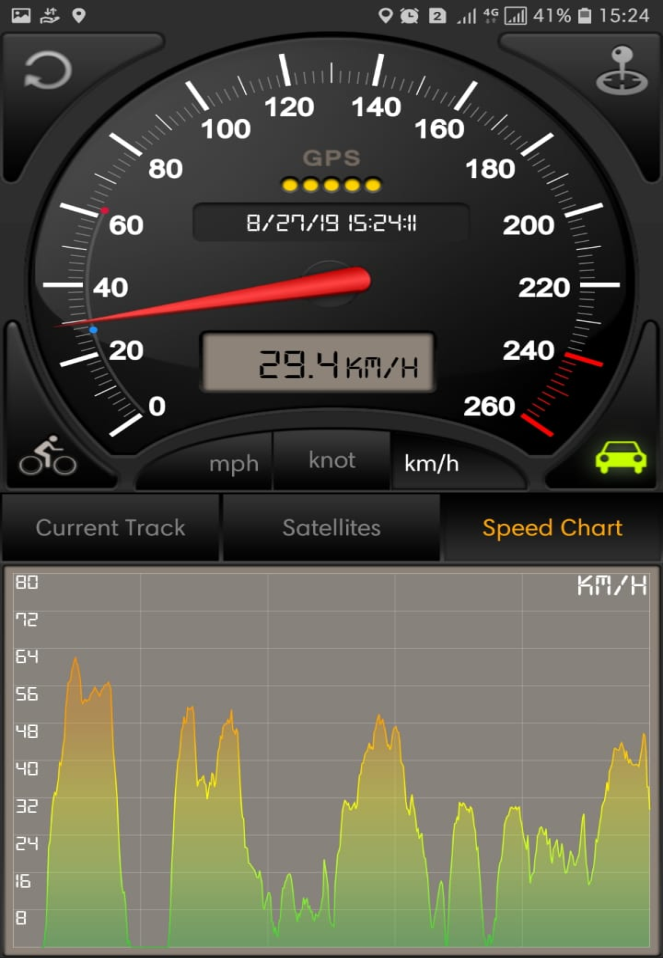 2 4G 41% 15:24
120 140
100 160
GPS
80 180
8/27/19 15:24:11
60 200
40 220
20 240
29.4 KM/H
0 260
mph knot km/h
Current Track Satellites Speed Chart
80 KM/H
72
64
56
48
40
32
24
16
8